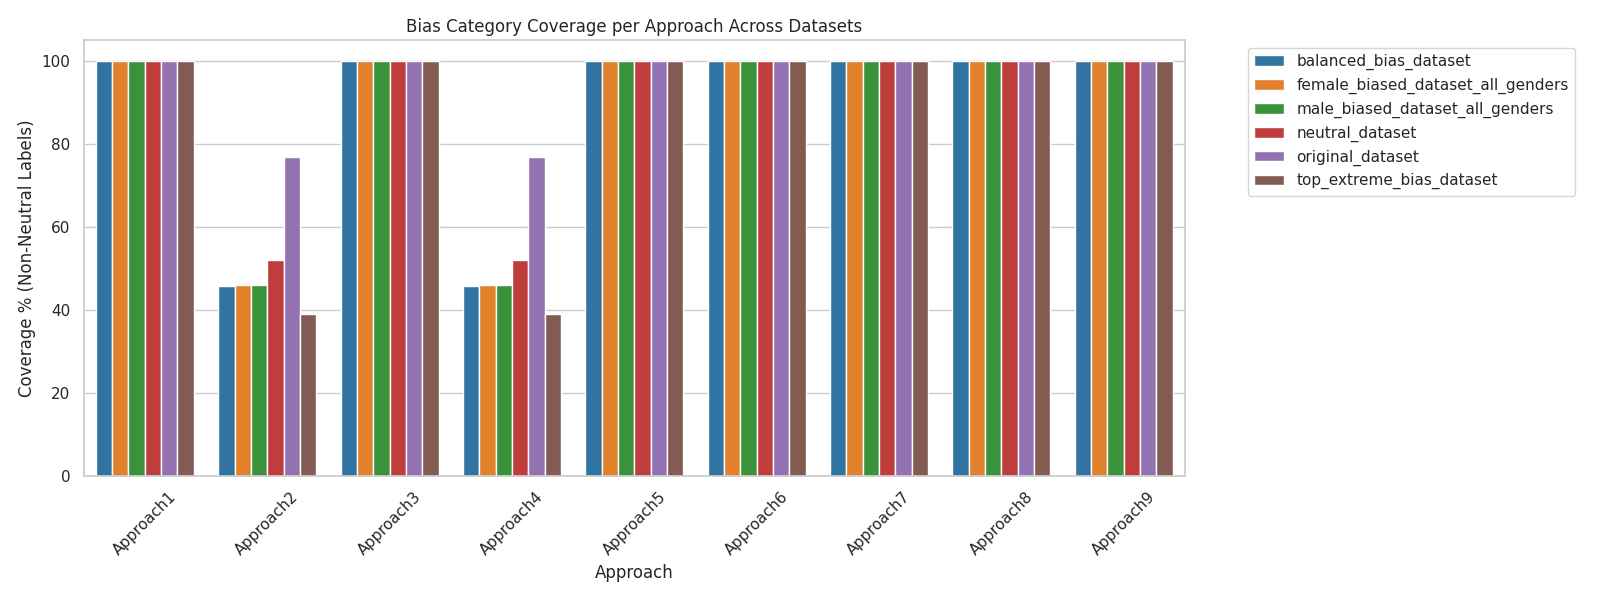 Bias Category Coverage per Approach Across Datasets
Coverage % (Non-Neutral Labels)
100
80
60
40
20
0
Approach1
Approach2
Approach3
Approach4
Approach5
Approach6
Approach7
Approach8
Approach9
Approach
balanced_bias_dataset
female_biased_dataset_all_genders
male_biased_dataset_all_genders
neutral_dataset
original_dataset
top_extreme_bias_dataset